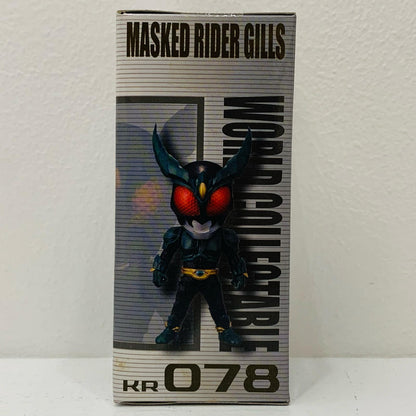 MASKED RIDER GILLS
WORLD COLLECTABLE
KR 078